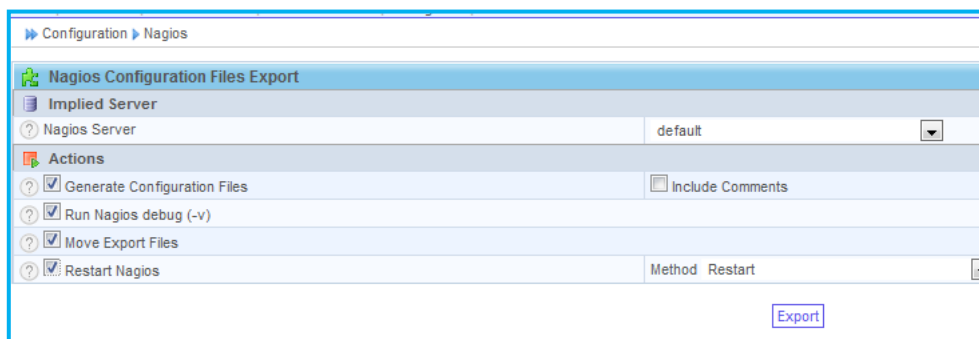 Configuration Nagios
Nagios Configuration Files Export
Implied Server
Nagios Server default
Actions
Generate Configuration Files Include Comments
Run Nagios debug (-v)
Move Export Files
Restart Nagios Method Restart
Export